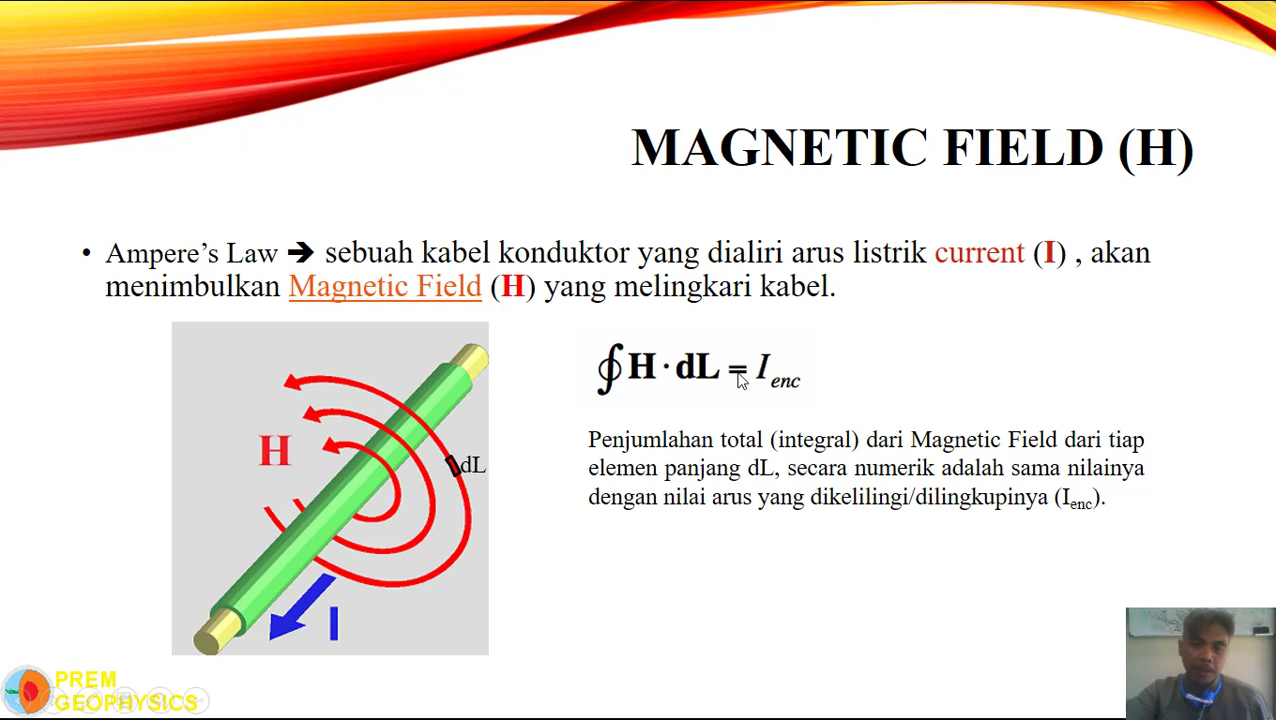 MAGNETIC FIELD (H)
• Ampere’s Law ➔ sebuah kabel konduktor yang dialiri arus listrik current (I) , akan
menimbulkan Magnetic Field (H) yang melingkari kabel.
∮H · dL = I_enc
H
dL
I
Penjumlahan total (integral) dari Magnetic Field dari tiap
elemen panjang dL, secara numerik adalah sama nilainya
dengan nilai arus yang dikelilingi/dilingkupinya (I_enc).
PREM
GEOPHYSICS